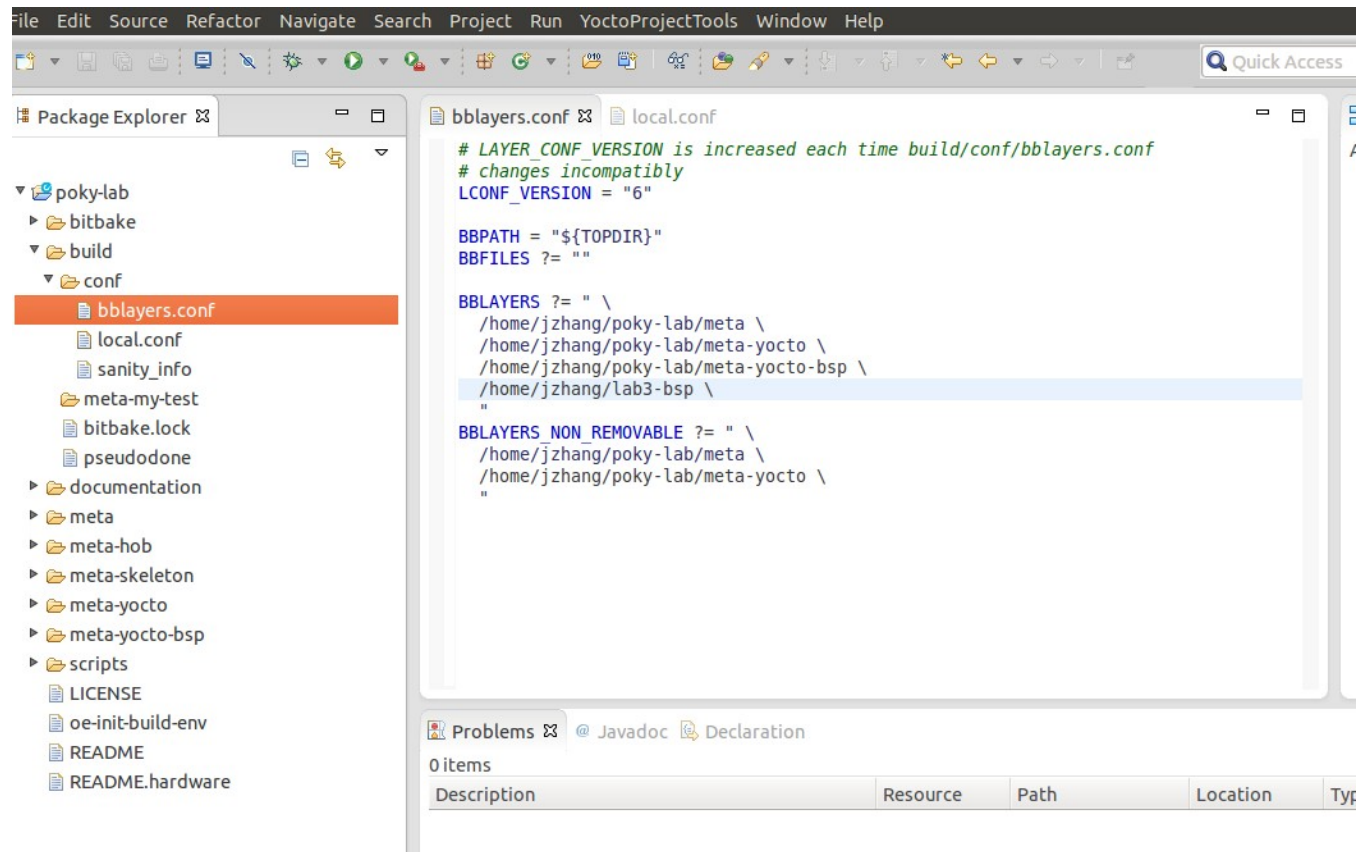 File Edit Source Refactor Navigate Search Project Run YoctoProjectTools Window Help
Quick Access
Package Explorer
poky-lab
bitbake
build
conf
bblayers.conf
local.conf
sanity_info
meta-my-test
bitbake.lock
pseudodone
documentation
meta
meta-hob
meta-skeleton
meta-yocto
meta-yocto-bsp
scripts
LICENSE
oe-init-build-env
README
README.hardware
bblayers.conf local.conf
# LAYER_CONF_VERSION is increased each time build/conf/bblayers.conf
# changes incompatibly
LCONF_VERSION = "6"
BBPATH = "${TOPDIR}"
BBFILES ?= ""
BBLAYERS ?= " \
/home/jzhang/poky-lab/meta \
/home/jzhang/poky-lab/meta-yocto \
/home/jzhang/poky-lab/meta-yocto-bsp \
/home/jzhang/lab3-bsp \
"
BBLAYERS_NON_REMOVABLE ?= " \
/home/jzhang/poky-lab/meta \
/home/jzhang/poky-lab/meta-yocto \
"
Problems @ Javadoc Declaration
0 items
Description Resource Path Location